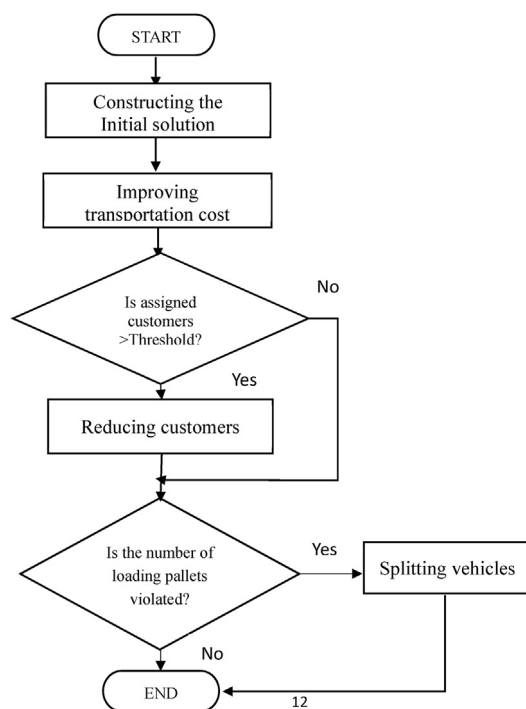 START
Constructing the
Initial solution
Improving
transportation cost
No
Is assigned
customers
>Threshold?
Yes
Reducing customers
Is the number of
loading pallets
violated?
Yes
Splitting vehicles
No
END
12